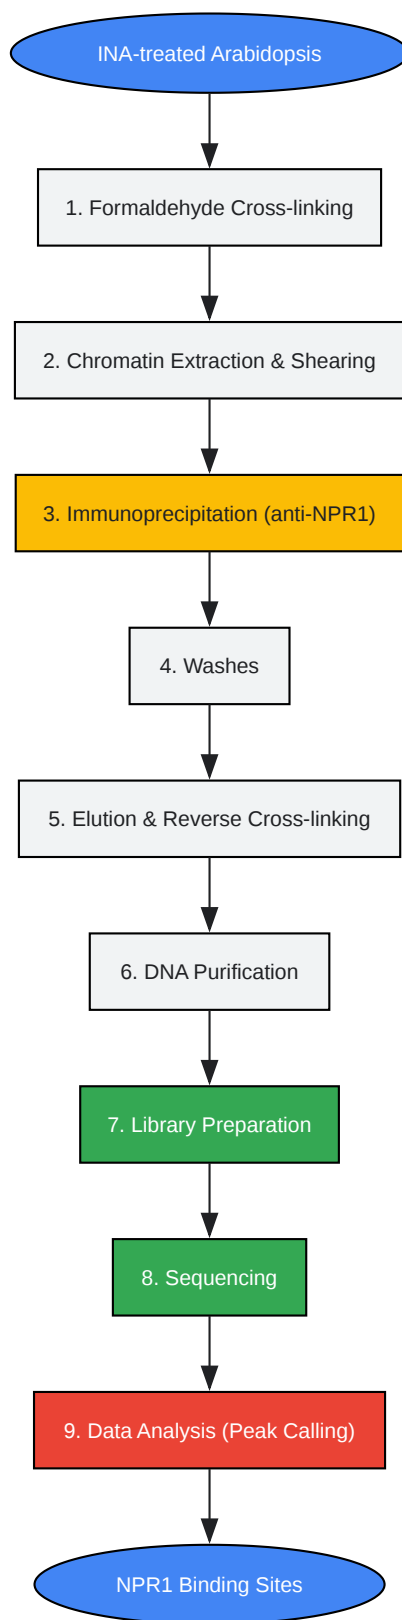 INA-treated Arabidopsis
1. Formaldehyde Cross-linking
2. Chromatin Extraction & Shearing
3. Immunoprecipitation (anti-NPR1)
4. Washes
5. Elution & Reverse Cross-linking
6. DNA Purification
7. Library Preparation
8. Sequencing
9. Data Analysis (Peak Calling)
NPR1 Binding Sites